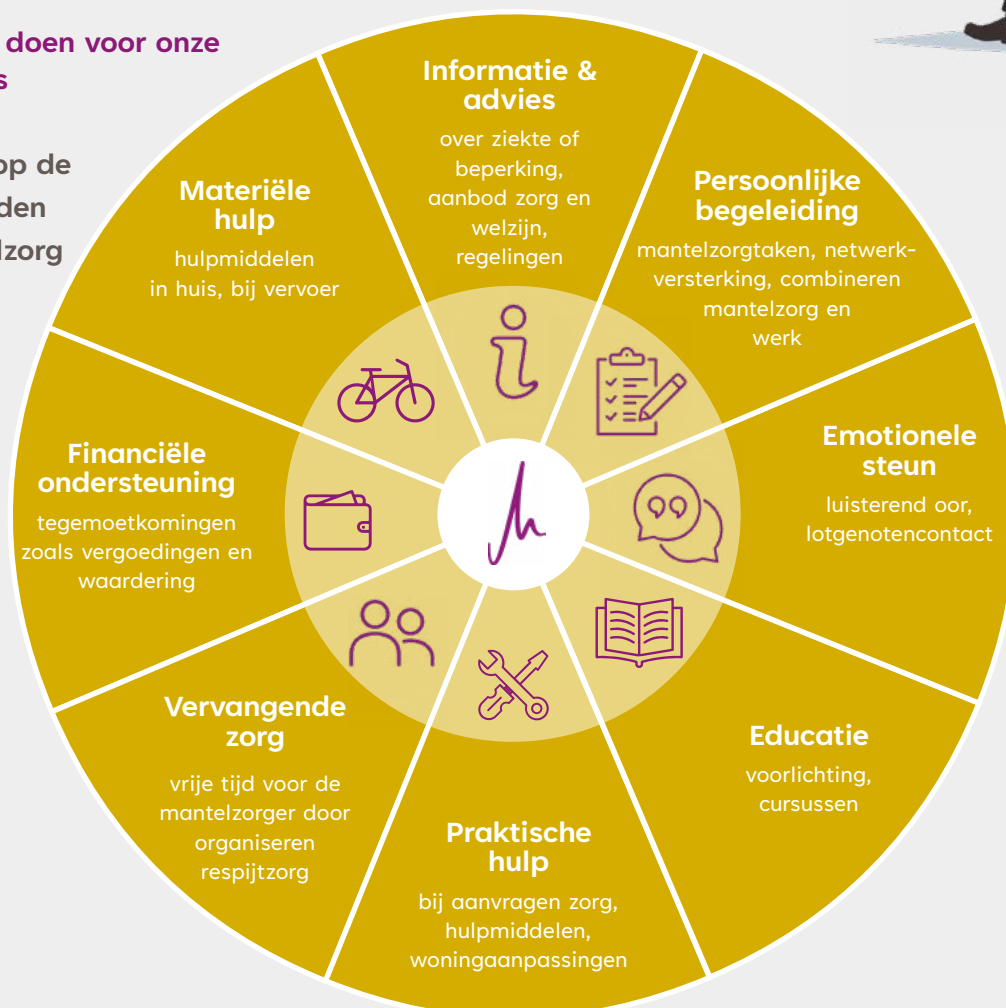 doen voor onze
s
op de
den
lzorg
Informatie &
advies
over ziekte of
beperking,
aanbod zorg en
welzijn,
regelingen
Persoonlijke
begeleiding
mantelzorgtaken, netwerk-
versterking, combineren
mantelzorg en
werk
Emotionele
steun
luisterend oor,
lotgenotencontact
Educatie
voorlichting,
cursussen
Praktische
hulp
bij aanvragen zorg,
hulpmiddelen,
woningaanpassingen
Vervangende
zorg
vrije tijd voor de
mantelzorger door
organiseren
respijtzorg
Financiële
ondersteuning
tegemoetkomingen
zoals vergoedingen en
waardering
Materiële
hulp
hulpmiddelen
in huis, bij vervoer